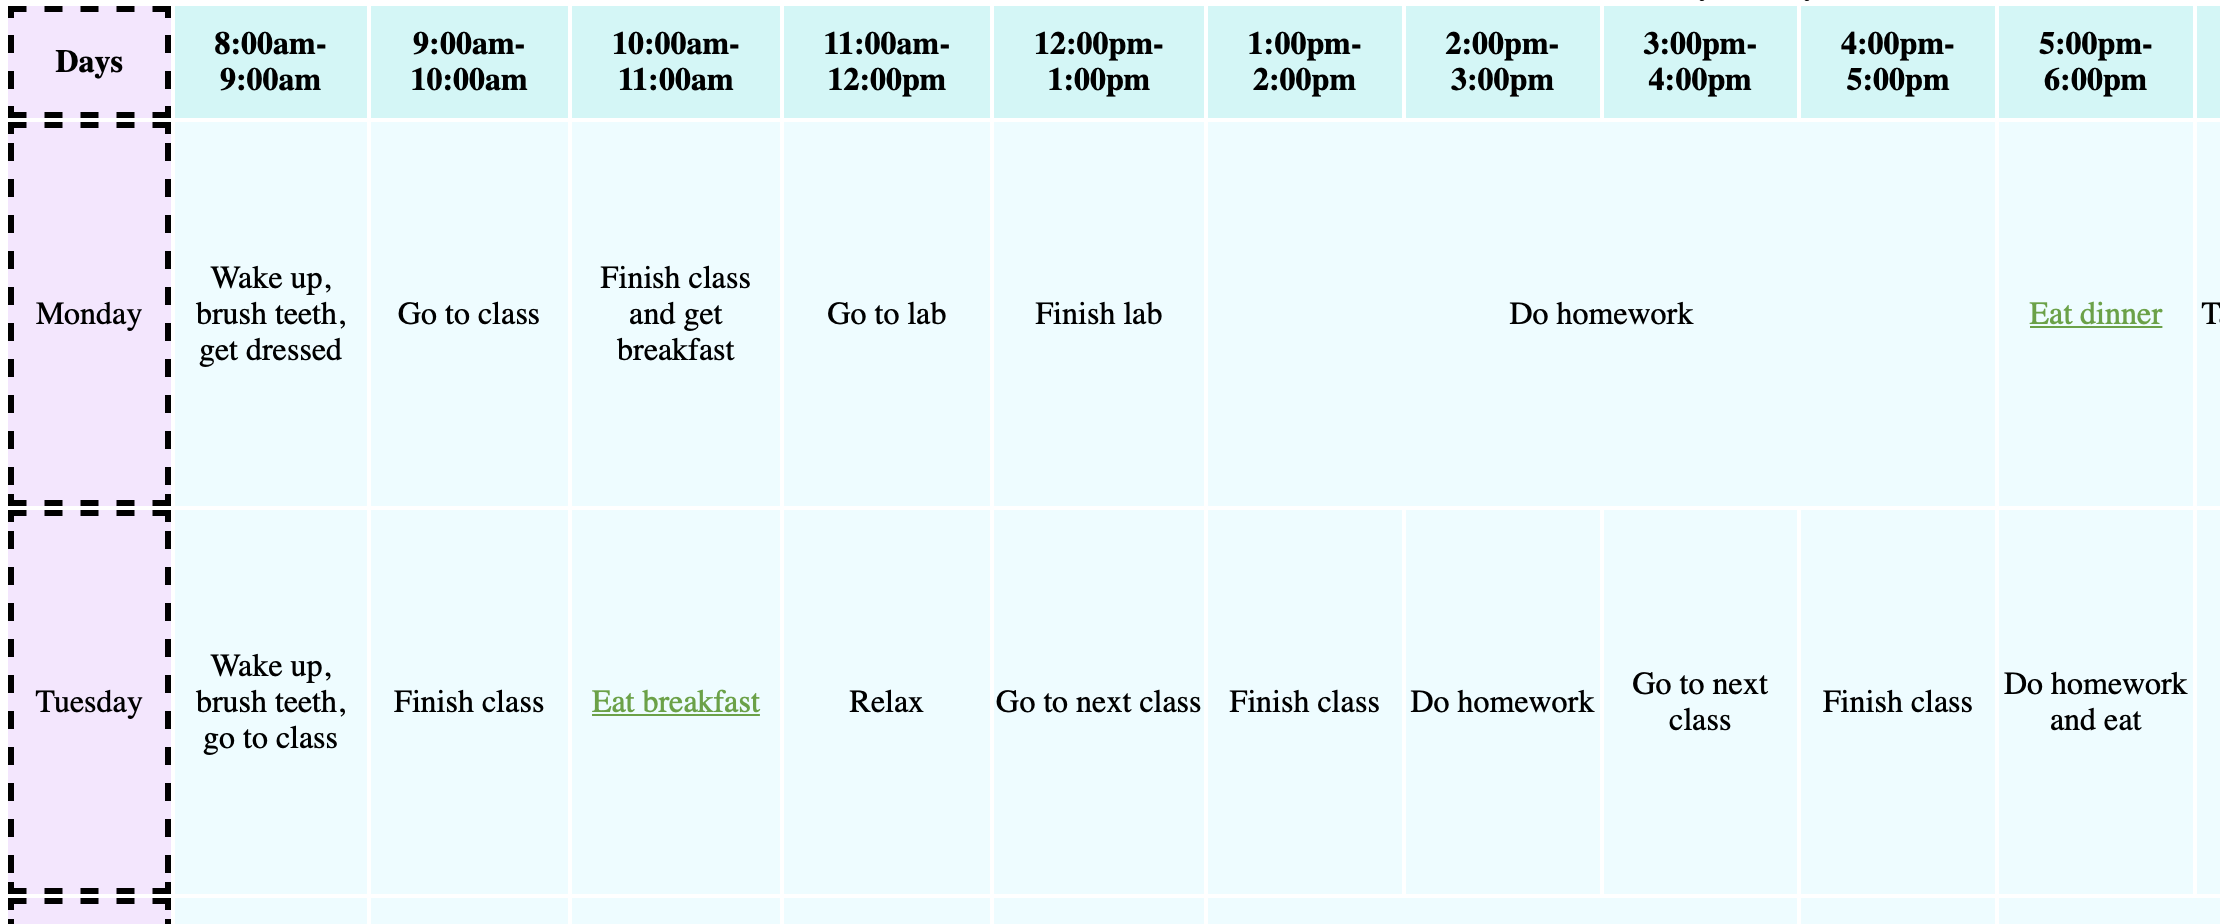 Days
8:00am-
9:00am
9:00am-
10:00am
10:00am-
11:00am
11:00am-
12:00pm
12:00pm-
1:00pm
1:00pm-
2:00pm
2:00pm-
3:00pm
3:00pm-
4:00pm
4:00pm-
5:00pm
5:00pm-
6:00pm
Monday
Wake up,
brush teeth,
get dressed
Go to class
Finish class
and get
breakfast
Go to lab
Finish lab
Do homework
Eat dinner
Tuesday
Wake up,
brush teeth,
go to class
Finish class
Eat breakfast
Relax
Go to next class
Finish class
Do homework
Go to next
class
Finish class
Do homework
and eat